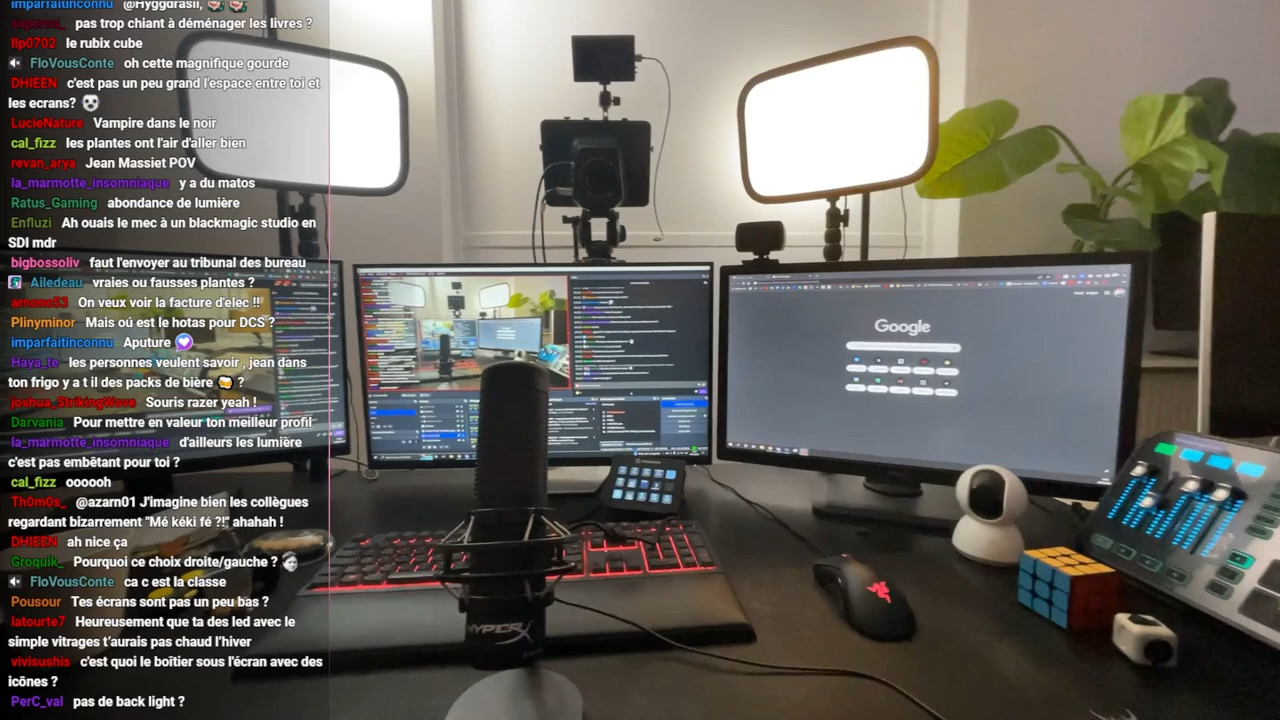 imparfaitinconnu @Hyggdrasil,
saporou_ pas trop chiant à déménager les livres ?
llp0702 le rubix cube
FloVousConte oh cette magnifique gourde
DHIEEN c'est pas un peu grand l'espace entre toi et
les ecrans?
LucieNature Vampire dans le noir
cal_fizz les plantes ont l'air d'aller bien
revan_arya Jean Massiet POV
la_marmotte_insomniaque y a du matos
Ratus_Gaming abondance de lumière
Enfluzi Ah ouais le mec à un blackmagic studio en
SDI mdr
bigbossoliv faut l'envoyer au tribunal des bureau
Alledeau vraies ou fausses plantes ?
arnono53 On veux voir la facture d'elec !!
Plinyminor Mais oú est le hotas pour DCS ?
imparfaitinconnu Aputure
Haya_te les personnes veulent savoir , jean dans
ton frigo y a t il des packs de bière ?
joshua_StrikingWave Souris razer yeah !
Darvania Pour mettre en valeur ton meilleur profil
la_marmotte_insomniaque d'ailleurs les lumière
c'est pas embêtant pour toi ?
cal_fizz oooooh
Th0m0s_ @azarn01 J'imagine bien les collègues
regardant bizarrement "Mé kéki fé ?!" ahahah !
DHIEEN ah nice ça
Groquik_ Pourquoi ce choix droite/gauche ?
FloVousConte ca c est la classe
Pousour Tes écrans sont pas un peu bas ?
latourte7 Heureusement que ta des led avec le
simple vitrages t'aurais pas chaud l'hiver
vivisushis c'est quoi le boîtier sous l'écran avec des
icônes ?
PerC_val pas de back light ?
Google
HYPERX